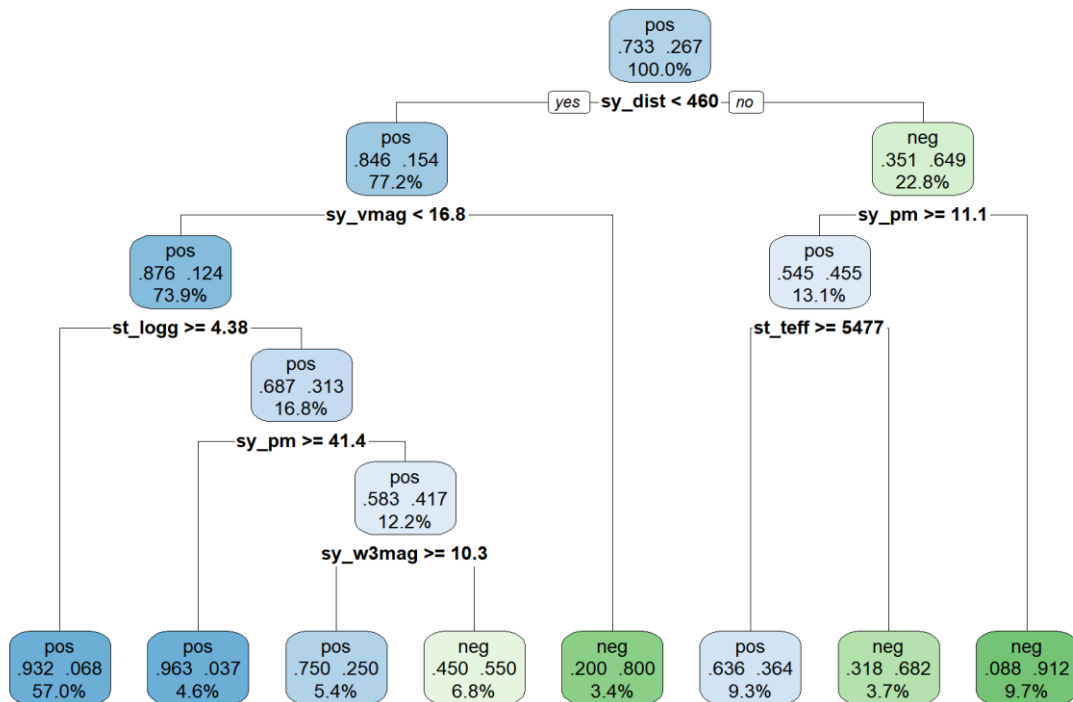 pos
.733 .267
100.0%
yes sy_dist < 460 no
pos
.846 .154
77.2%
neg
.351 .649
22.8%
sy_vmag < 16.8
sy_pm >= 11.1
pos
.876 .124
73.9%
pos
.545 .455
13.1%
st_logg >= 4.38
st_teff >= 5477
pos
.687 .313
16.8%
sy_pm >= 41.4
pos
.583 .417
12.2%
sy_w3mag >= 10.3
pos
.932 .068
57.0%
pos
.963 .037
4.6%
pos
.750 .250
5.4%
neg
.450 .550
6.8%
neg
.200 .800
3.4%
pos
.636 .364
9.3%
neg
.318 .682
3.7%
neg
.088 .912
9.7%